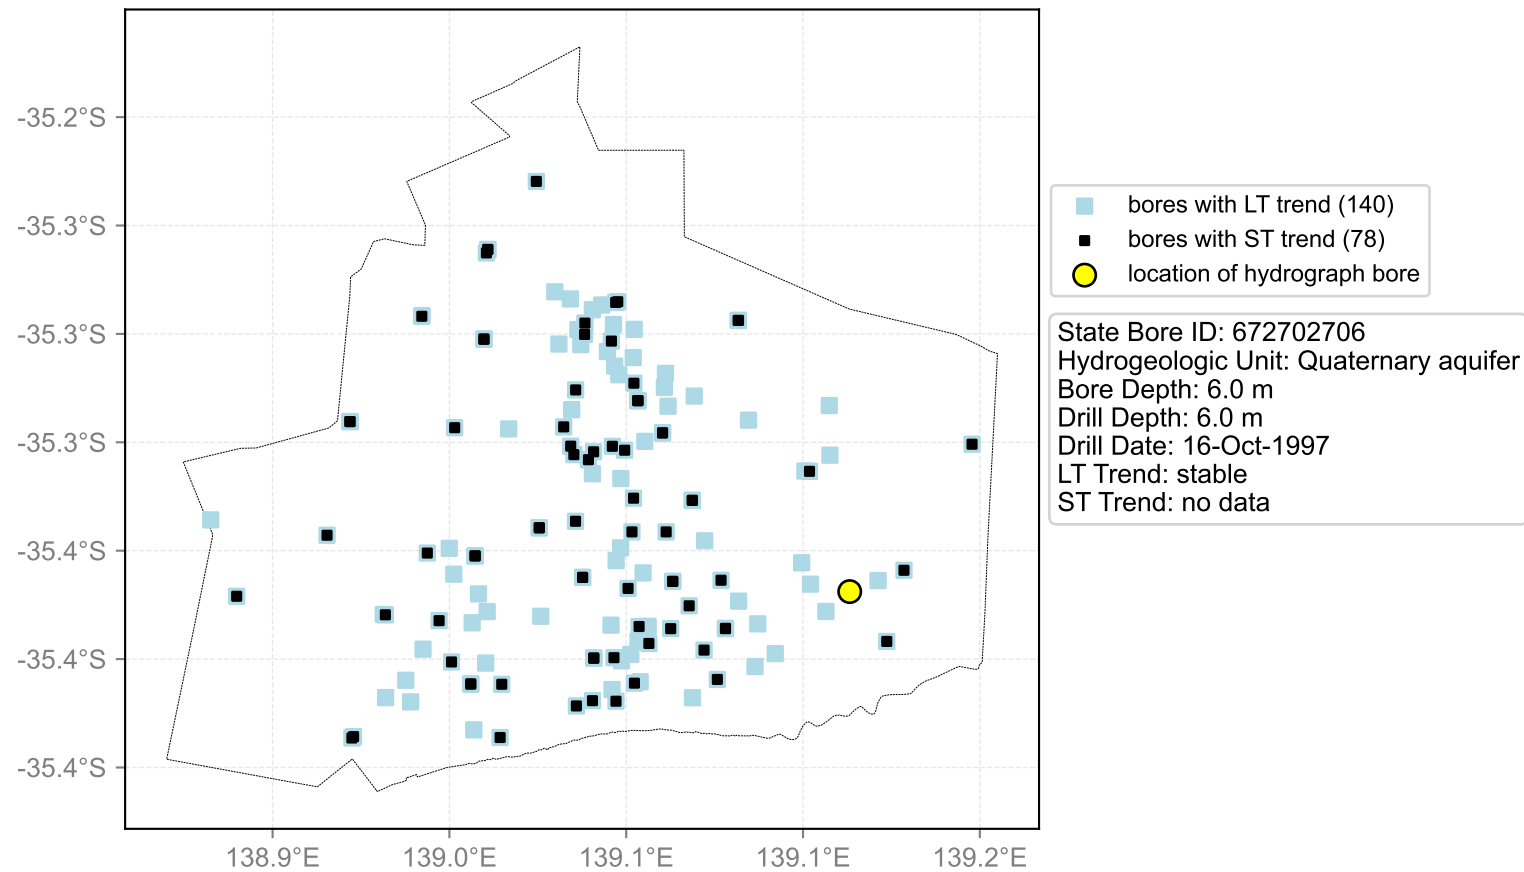 -35.2°S
-35.3°S
-35.3°S
-35.3°S
-35.4°S
-35.4°S
-35.4°S
138.9°E
139.0°E
139.1°E
139.1°E
139.2°E
bores with LT trend (140)
bores with ST trend (78)
location of hydrograph bore
State Bore ID: 672702706
Hydrogeologic Unit: Quaternary aquifer
Bore Depth: 6.0 m
Drill Depth: 6.0 m
Drill Date: 16-Oct-1997
LT Trend: stable
ST Trend: no data